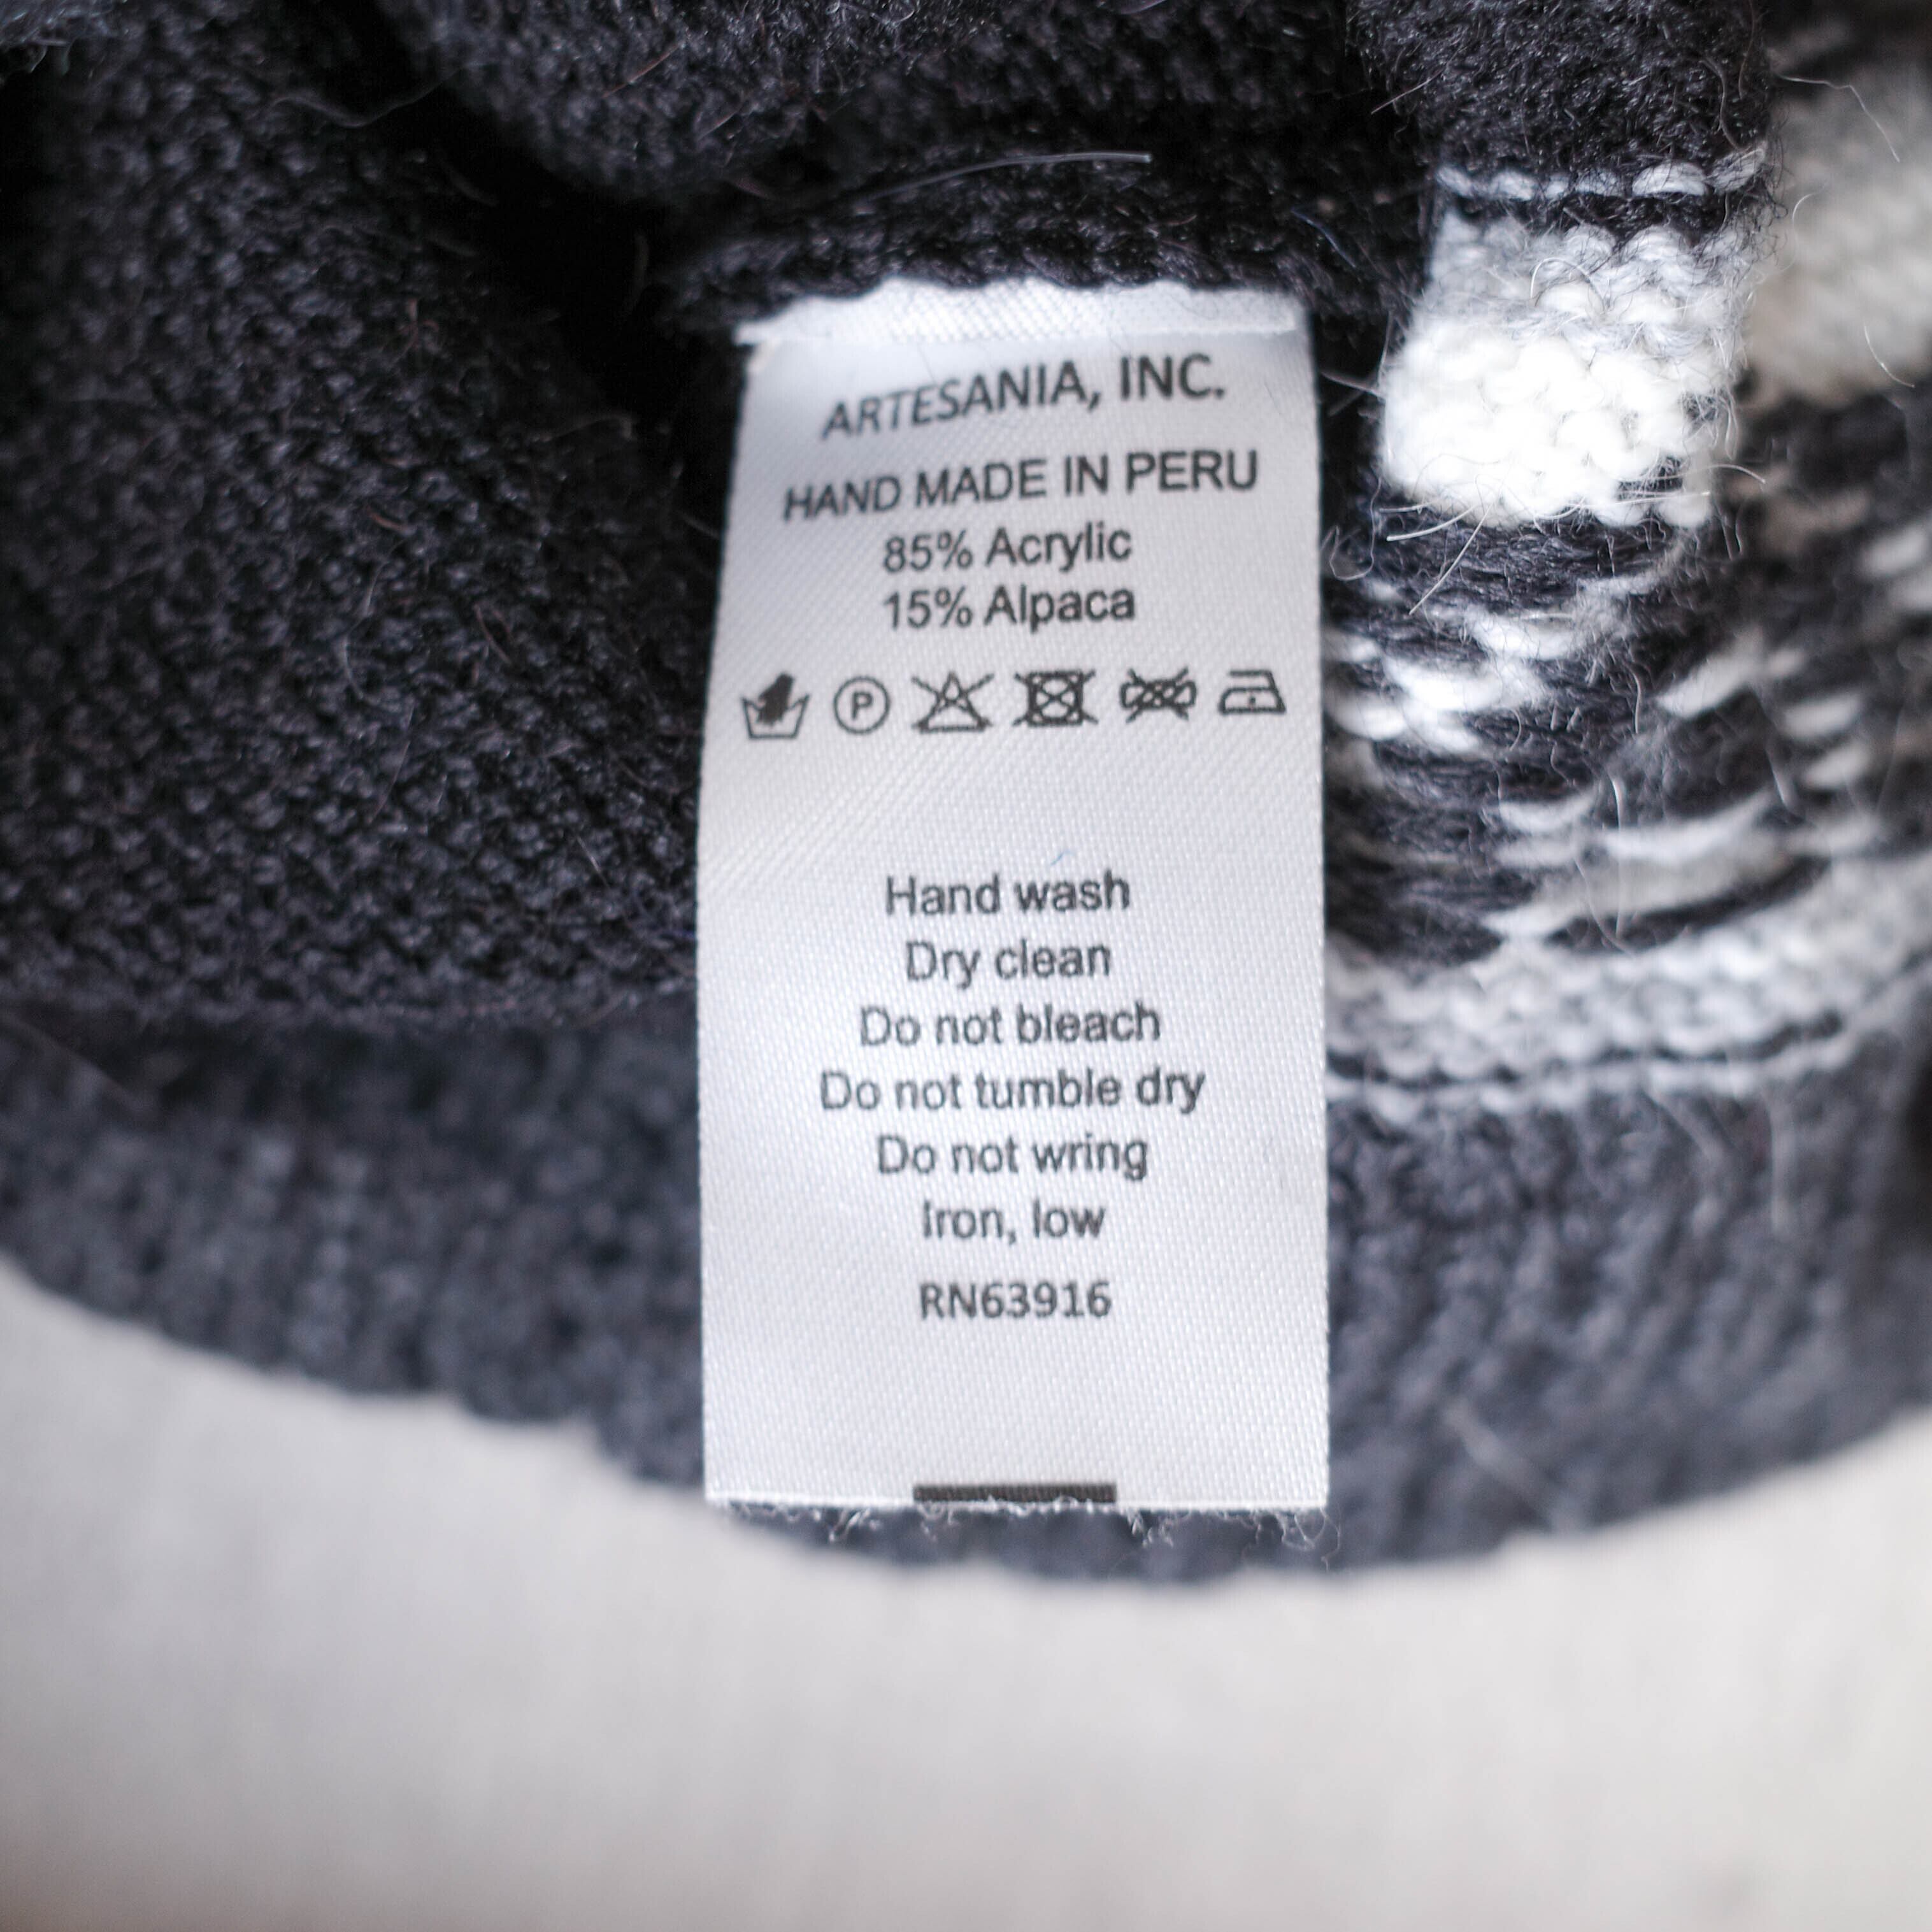 ARTESANIA, INC.
HAND MADE IN PERU
85% Acrylic
15% Alpaca
P
Hand wash
Dry clean
Do not bleach
Do not tumble dry
Do not wring
Iron, low
RN63916